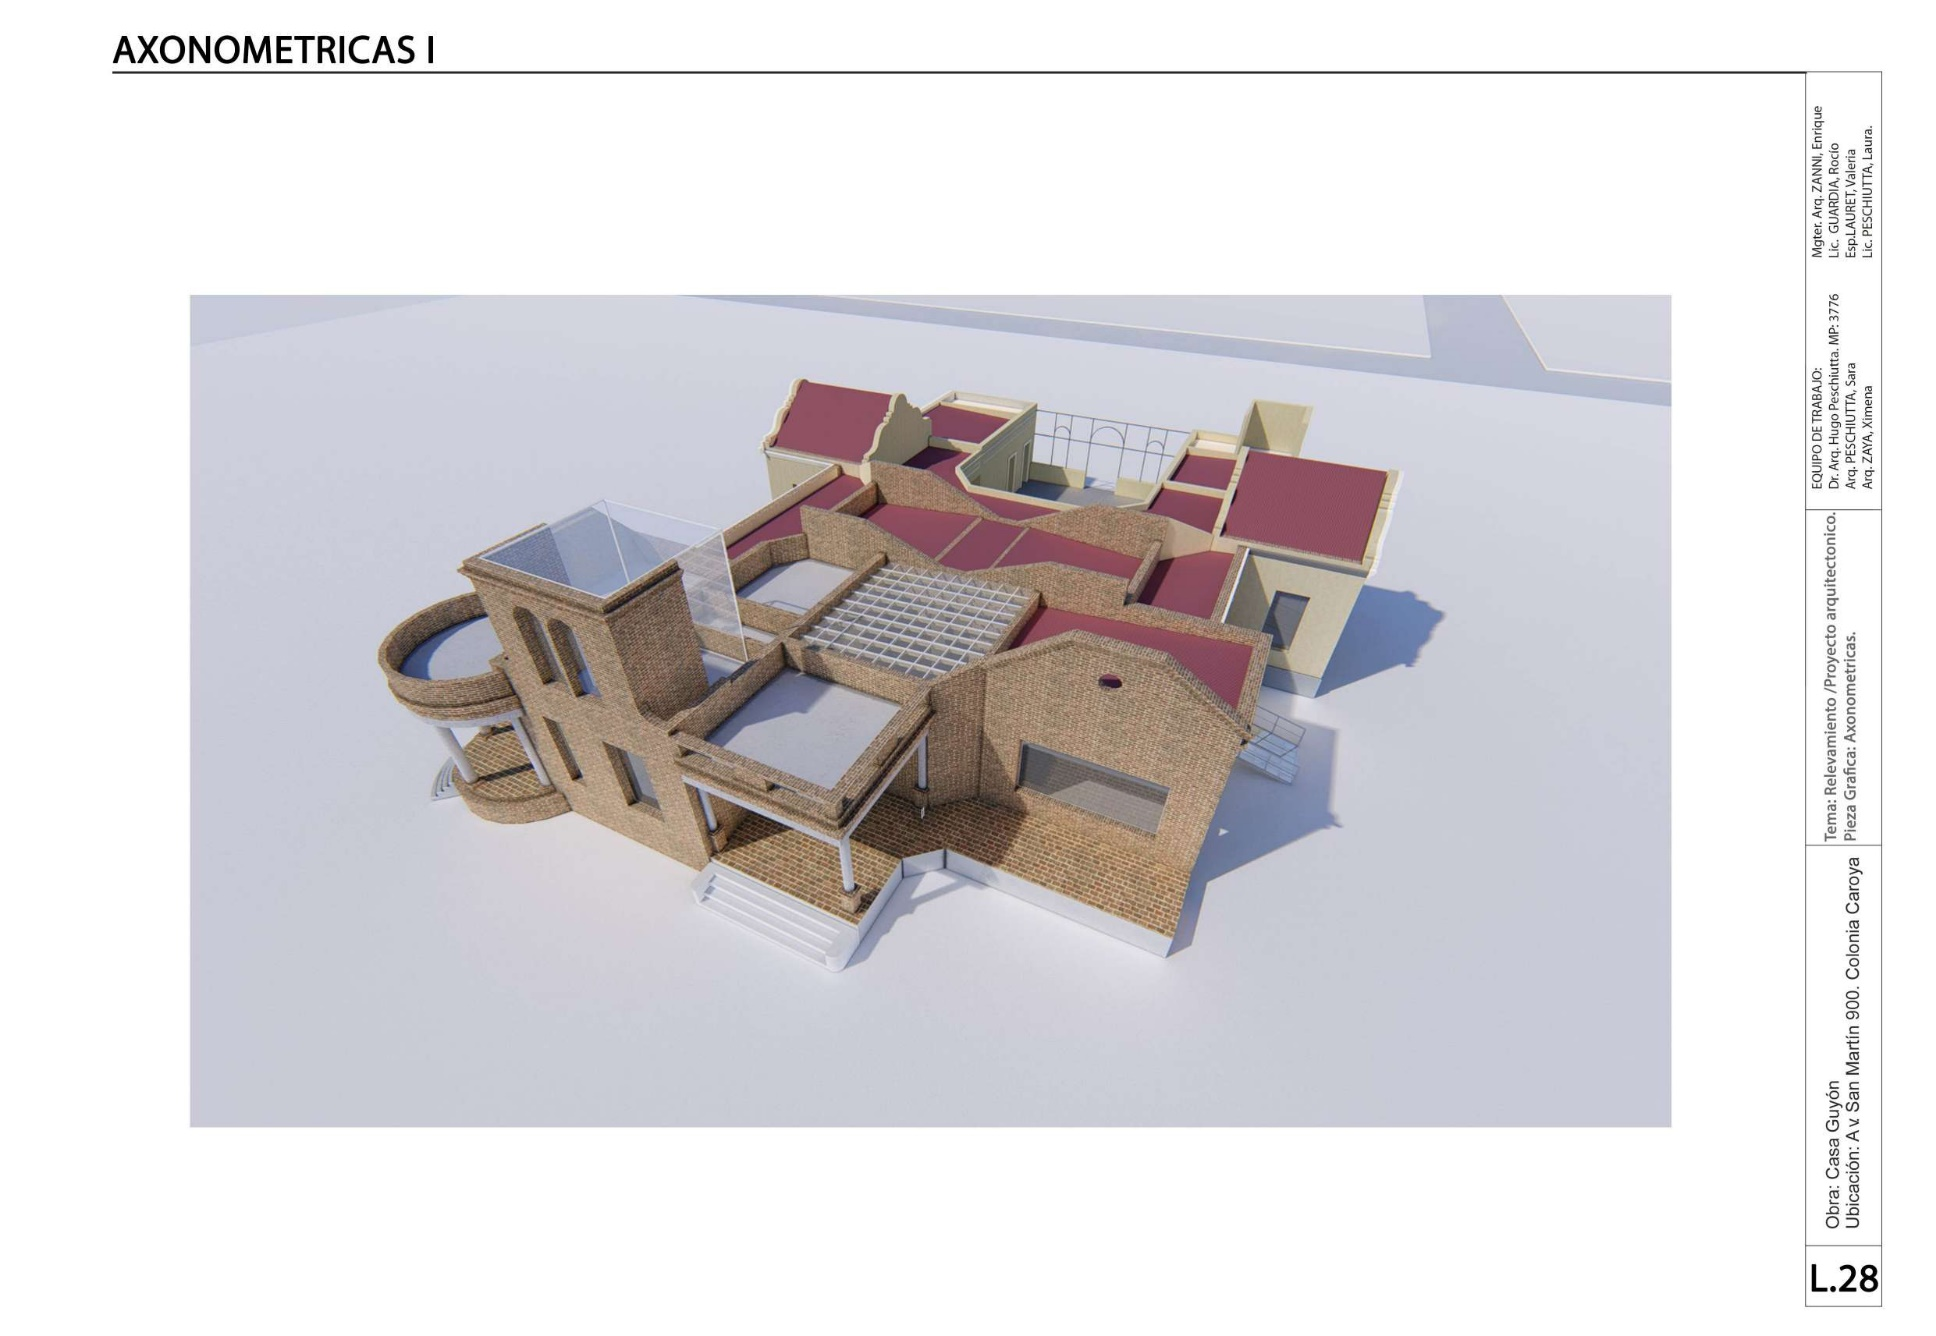 AXONOMETRICAS I
Mgter. Arq. ZANNI, Enrique
Lic. GUARDIA, Rocío
Esp.LAURET, Valeria
Lic. PESCHIUTTA, Laura.
EQUIPO DE TRABAJO:
Dr. Arq. Hugo Peschiutta. MP: 3776
Arq. PESCHIUTTA, Sara
Arq. ZAYA, Ximena
Tema: Relevamiento /Proyecto arquitectonico.
Pieza Grafica: Axonometricas.
Obra: Casa Guyón
Ubicación: Av. San Martín 900. Colonia Caroya
L.28